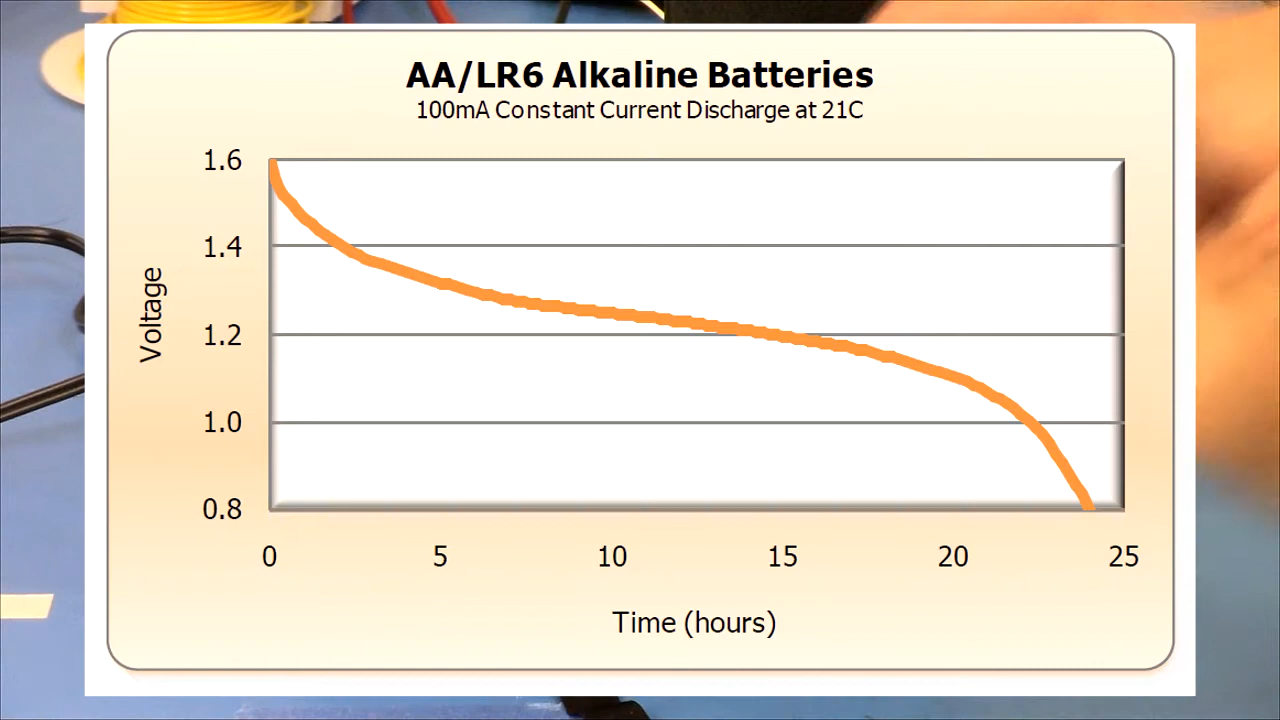 AA/LR6 Alkaline Batteries
100mA Constant Current Discharge at 21C
1.6
1.4
1.2
1.0
0.8
Voltage
0 5 10 15 20 25
Time (hours)